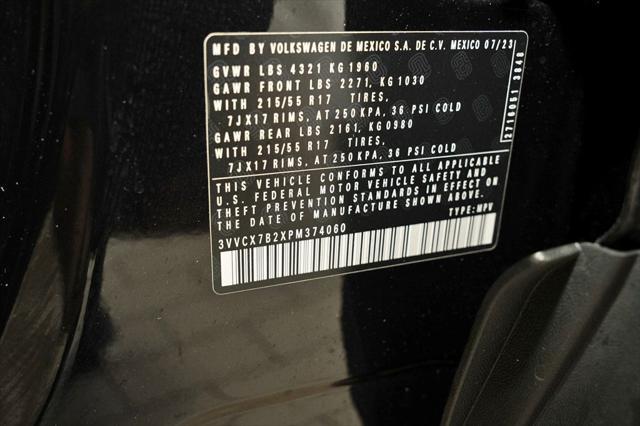 MFD BY VOLKSWAGEN DE MEXICO S.A. DE C.V. MEXICO 07/23
GVWR LBS 4321 KG 1960
GAWR FRONT LBS 2271, KG 1030
WITH 215/55 R17 TIRES,
7JX17 RIMS, AT 250 KPA, 36 PSI COLD
GAWR REAR LBS 2161, KG 0980
WITH 215/55 R17 TIRES,
7JX17 RIMS, AT 250 KPA, 36 PSI COLD
THIS VEHICLE CONFORMS TO ALL APPLICABLE
U.S. FEDERAL MOTOR VEHICLE SAFETY AND
THEFT PREVENTION STANDARDS IN EFFECT ON
THE DATE OF MANUFACTURE SHOWN ABOVE.
TYPE: MPV
3VVCX7B2XPM374060
2716051 3048